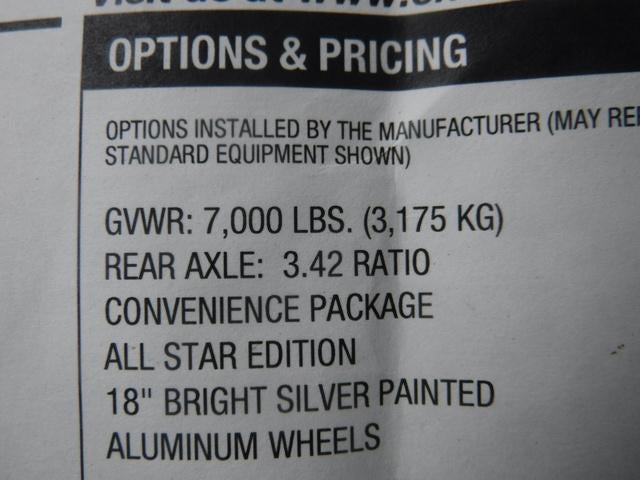 OPTIONS & PRICING
OPTIONS INSTALLED BY THE MANUFACTURER (MAY
STANDARD EQUIPMENT SHOWN)
GVWR: 7,000 LBS. (3,175 KG)
REAR AXLE: 3.42 RATIO
CONVENIENCE PACKAGE
ALL STAR EDITION
18" BRIGHT SILVER PAINTED
ALUMINUM WHEELS